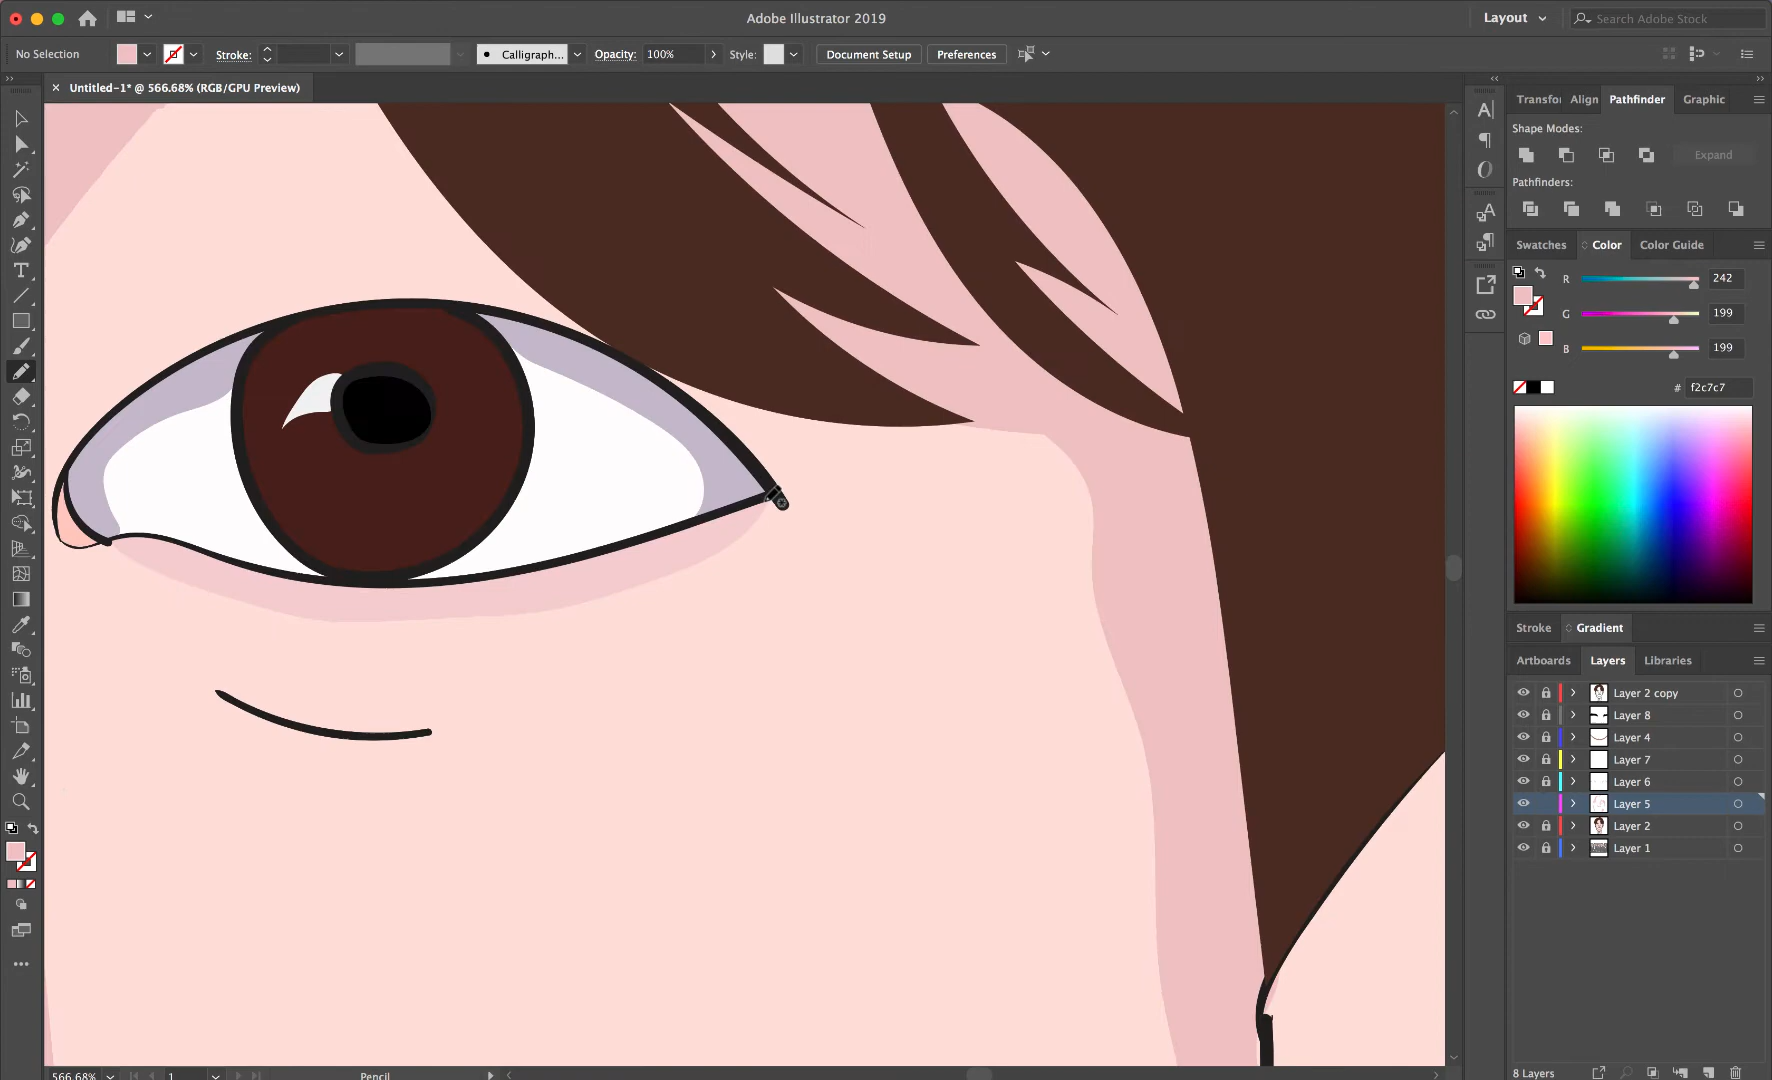 Adobe Illustrator 2019
Layout
Search Adobe Stock
No Selection
Stroke:
Calligraph...
Opacity:
100%
Style:
Document Setup
Preferences
Untitled-1* @ 566.68% (RGB/GPU Preview)
Transfor
Align
Pathfinder
Graphic
Shape Modes:
Expand
Pathfinders:
Swatches
Color
Color Guide
R
242
G
199
B
199
#
f2c7c7
Stroke
Gradient
Artboards
Layers
Libraries
Layer 2 copy
Layer 8
Layer 4
Layer 7
Layer 6
Layer 5
Layer 2
Layer 1
8 Layers
566.68%
1
Pencil